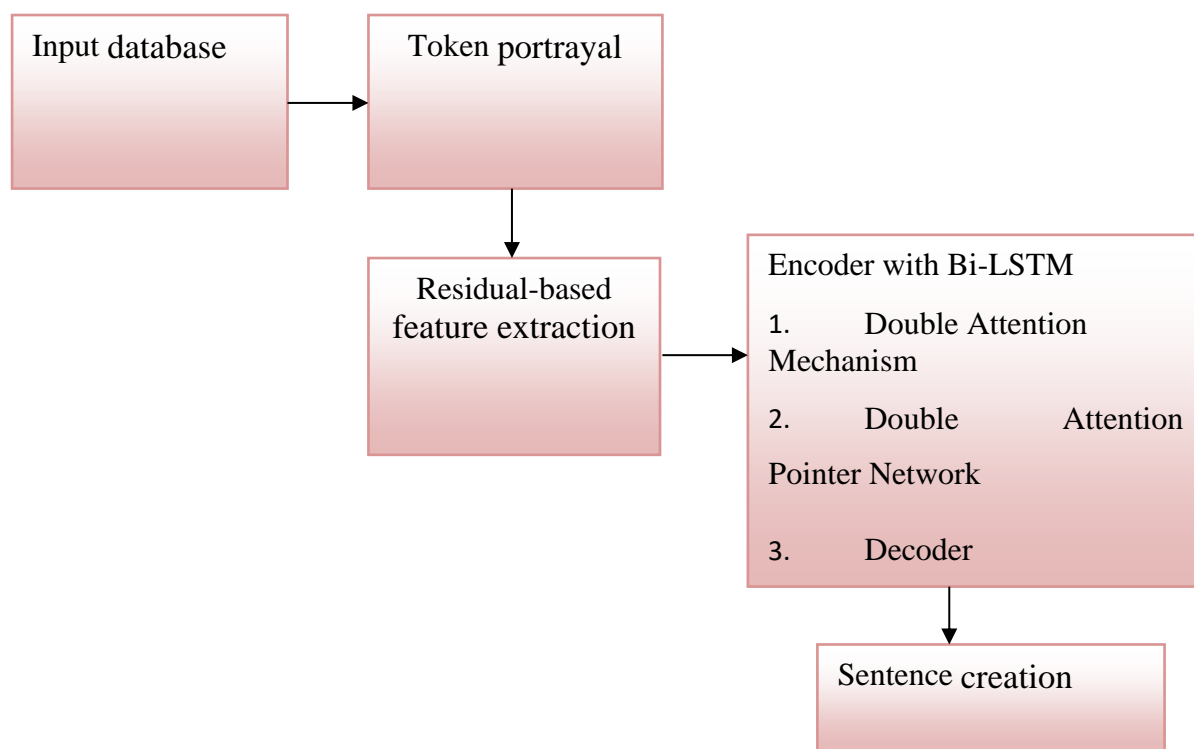 Input database
Token portrayal
Residual-based
feature extraction
Encoder with Bi-LSTM
1. Double Attention
Mechanism
2. Double Attention
Pointer Network
3. Decoder
Sentence creation